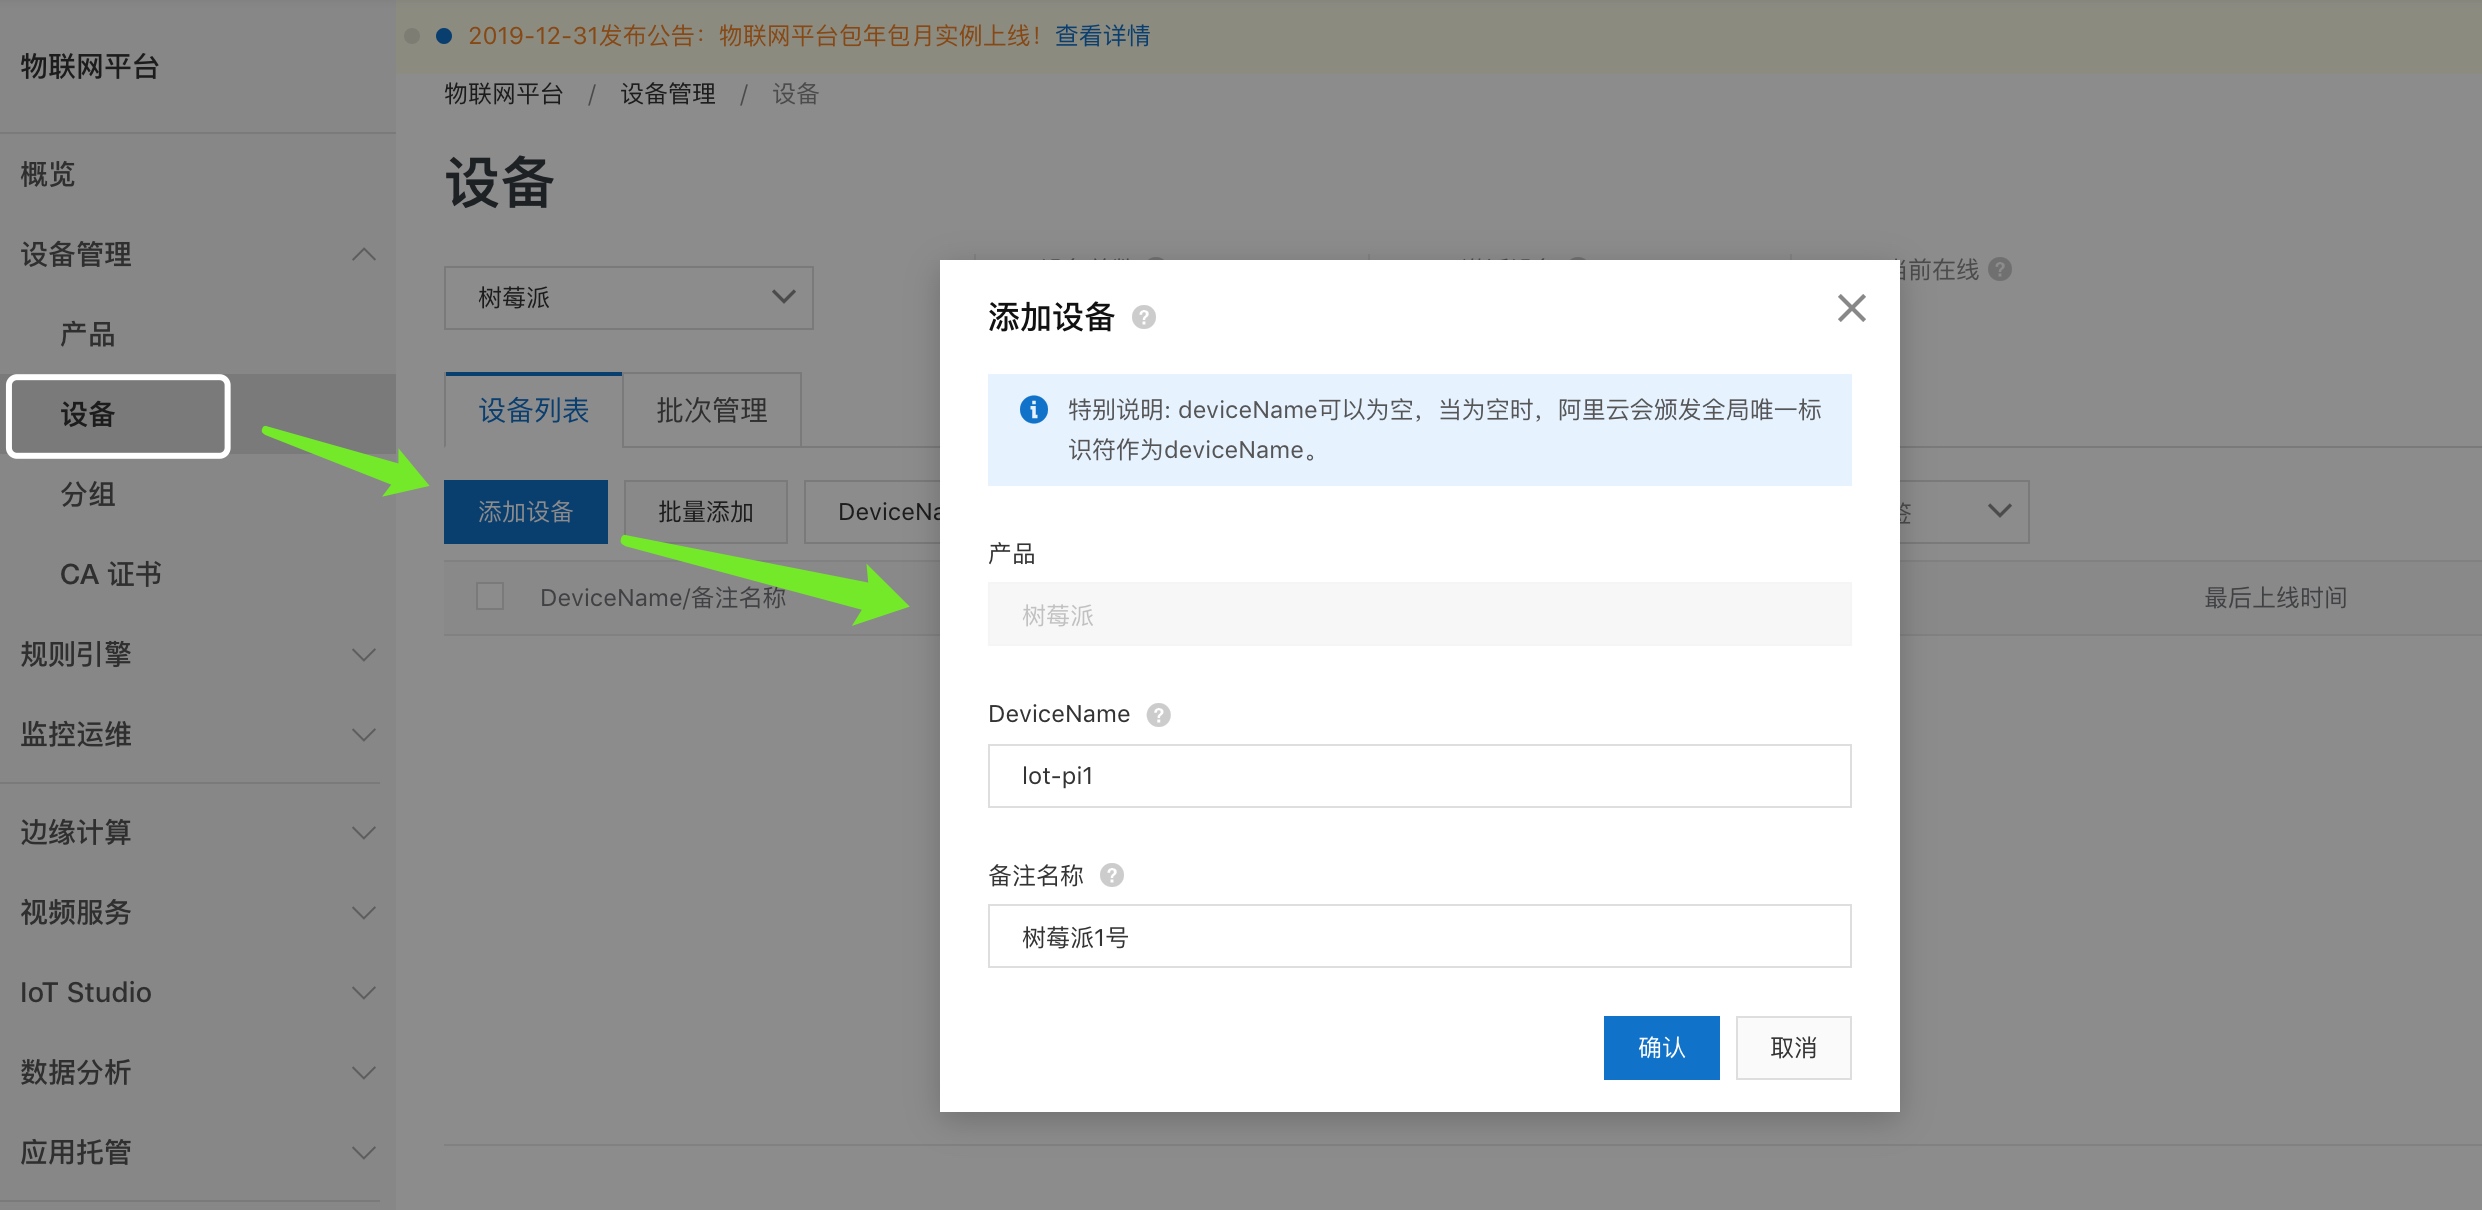 2019-12-31发布公告：物联网平台包年包月实例上线！ 查看详情
物联网平台
概览
设备管理
产品
设备
分组
CA 证书
规则引擎
监控运维
边缘计算
视频服务
IoT Studio
数据分析
应用托管
物联网平台 / 设备管理 / 设备
设备
树莓派
当前在线
设备列表 批次管理
添加设备 批量添加 DeviceNa
DeviceName/备注名称 最后上线时间
添加设备
特别说明: deviceName可以为空，当为空时，阿里云会颁发全局唯一标
识符作为deviceName。
产品
树莓派
DeviceName
lot-pi1
备注名称
树莓派1号
确认 取消